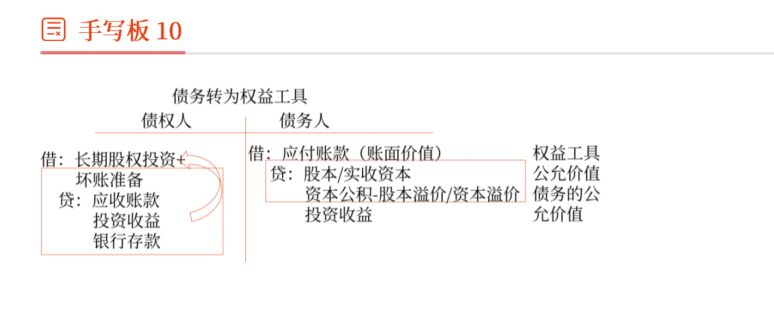 手写板 10
债务转为权益工具
债权人
债务人
借：长期股权投资+
坏账准备
贷：应收账款
投资收益
银行存款
借：应付账款（账面价值）
贷：股本/实收资本
资本公积-股本溢价/资本溢价
投资收益
权益工具
公允价值
债务的公
允价值